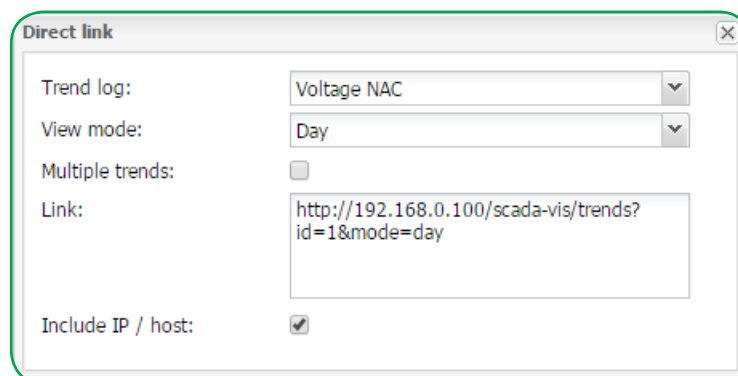 Direct link
Trend log: Voltage NAC
View mode: Day
Multiple trends:
Link: http://192.168.0.100/scada-vis/trends?
id=1&mode=day
Include IP / host: